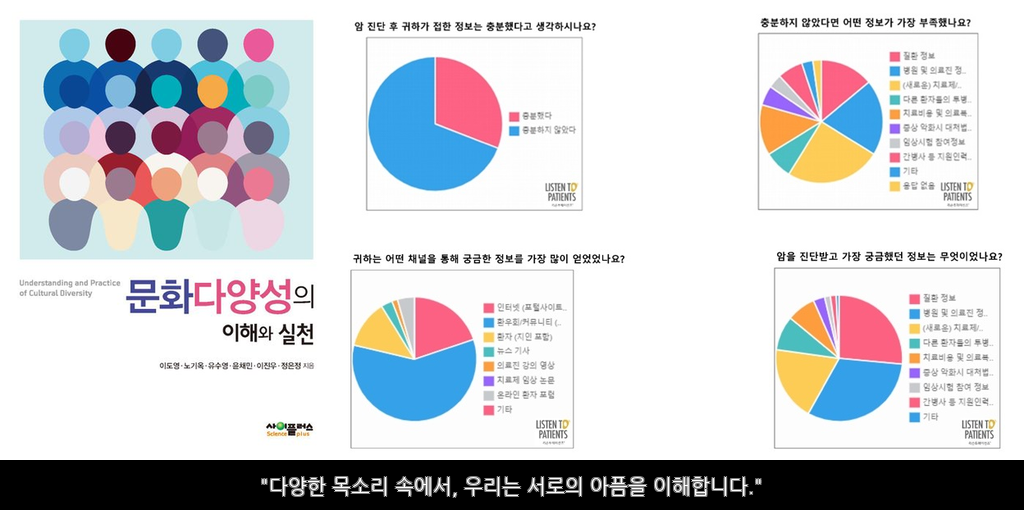 Understanding and Practice
of Cultural Diversity
문화다양성의
이해와 실천
이도영·노기옥·유수영·윤채민·이진우·정은정 지음
사이플러스
Science plus
암 진단 후 귀하가 접한 정보는 충분했다고 생각하시나요?
충분했다
충분하지 않았다
LISTEN TO
PATIENTS
충분하지 않았다면 어떤 정보가 가장 부족했나요?
질환 정보
병원 및 의료진 정..
(새로운) 치료제/..
다른 환자들의 투병..
치료비용 및 의료복..
증상 악화시 대처법..
임상시험 참여정보
간병사 등 지원인력..
기타
응답 없음
LISTEN TO
PATIENTS
귀하는 어떤 채널을 통해 궁금한 정보를 가장 많이 얻었었나요?
인터넷 (포털사이트..
환우회/커뮤니티 (..
환자 (지인 포함)
뉴스 기사
의료진 강의 영상
치료제 임상 논문
온라인 환자 포럼
기타
LISTEN TO
PATIENTS
암을 진단받고 가장 궁금했던 정보는 무엇이었나요?
질환 정보
병원 및 의료진 정..
(새로운) 치료제/..
다른 환자들의 투병..
치료비용 및 의료복..
증상 악화시 대처법..
임상시험 참여 정보
간병사 등 지원인력..
기타
LISTEN TO
PATIENTS
"다양한 목소리 속에서, 우리는 서로의 아픔을 이해합니다."